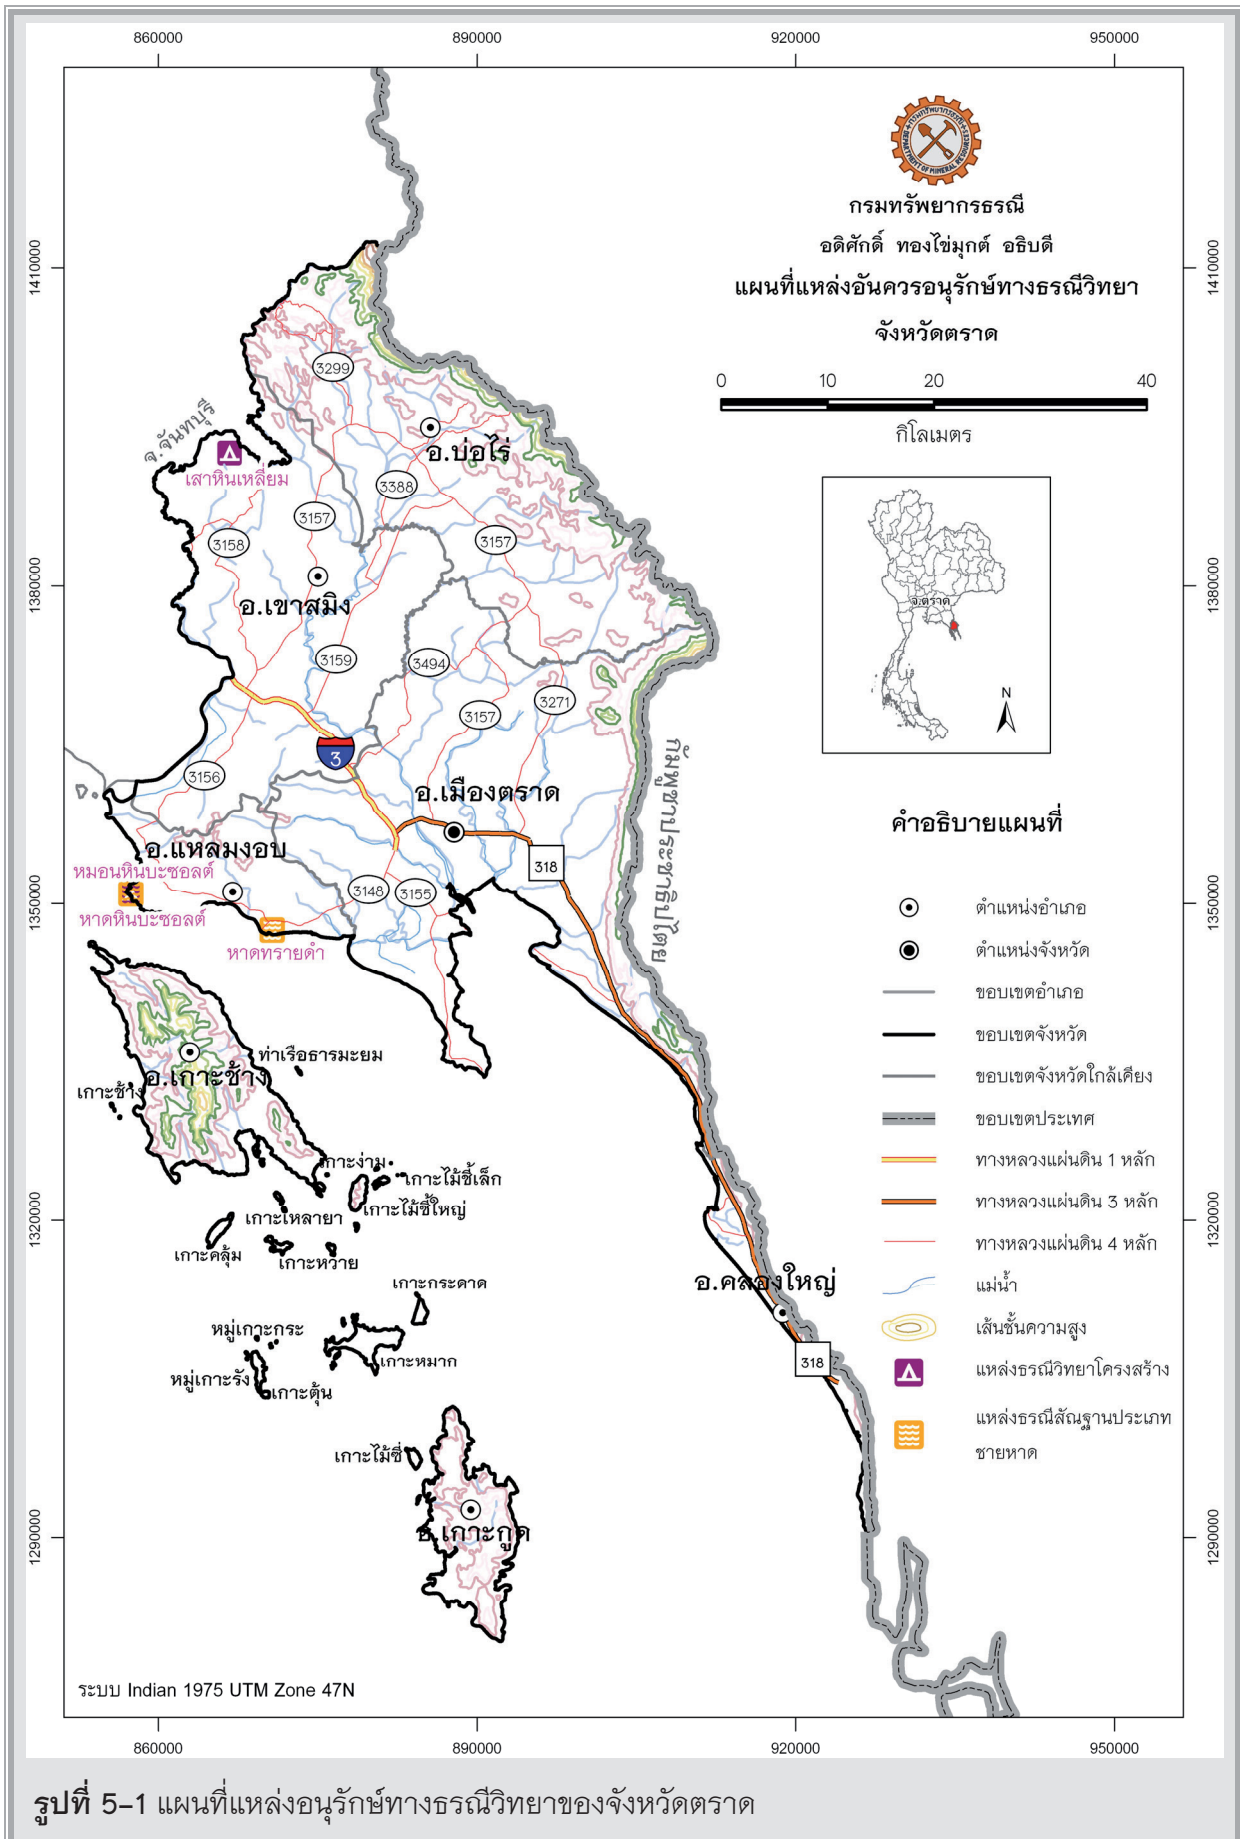 860000 890000 920000 950000
กรมทรัพยากรธรณี
DEPARTMENT OF MINERAL RESOURCES
กรมทรัพยากรธรณี
อดิศักดิ์ ทองไข่มุกต์ อธิบดี
แผนที่แหล่งอันควรอนุรักษ์ทางธรณีวิทยา
จังหวัดตราด
0 10 20 40
กิโลเมตร
1410000 1410000
1380000 1380000
1350000 1350000
1320000 1320000
1290000 1290000
จ.จันทบุรี
3299
อ.บ่อไร่
เสาหินเหลี่ยม
3388
3157
3158
3157
อ.เขาสมิง
3159
3494
3271
3157
3
3156
กัมพูชาประชาธิปไตย
อ.เมืองตราด
อ.แหลมงอบ
318
หมอนหินบะซอลต์
3148
3155
หาดหินบะซอลต์
หาดทรายดำ
ท่าเรือธารมะยม
อ.เกาะช้าง
เกาะช้าง
เกาะง่าม
เกาะไม้ซี้เล็ก
เกาะไม้ซี้ใหญ่
เกาะเหลายา
เกาะคลุ้ม
เกาะหวาย
เกาะกระดาด
อ.คลองใหญ่
หมู่เกาะกระ
เกาะหมาก
318
หมู่เกาะรัง
เกาะตุ้น
เกาะไม้ซี่
อ.เกาะกูด
จ.ตราด
N
คำอธิบายแผนที่
ตำแหน่งอำเภอ
ตำแหน่งจังหวัด
ขอบเขตอำเภอ
ขอบเขตจังหวัด
ขอบเขตจังหวัดใกล้เคียง
ขอบเขตประเทศ
ทางหลวงแผ่นดิน 1 หลัก
ทางหลวงแผ่นดิน 3 หลัก
ทางหลวงแผ่นดิน 4 หลัก
แม่น้ำ
เส้นชั้นความสูง
แหล่งธรณีวิทยาโครงสร้าง
แหล่งธรณีสัณฐานประเภท
ชายหาด
ระบบ Indian 1975 UTM Zone 47N
860000 890000 920000 950000
รูปที่ 5-1 แผนที่แหล่งอนุรักษ์ทางธรณีวิทยาของจังหวัดตราด